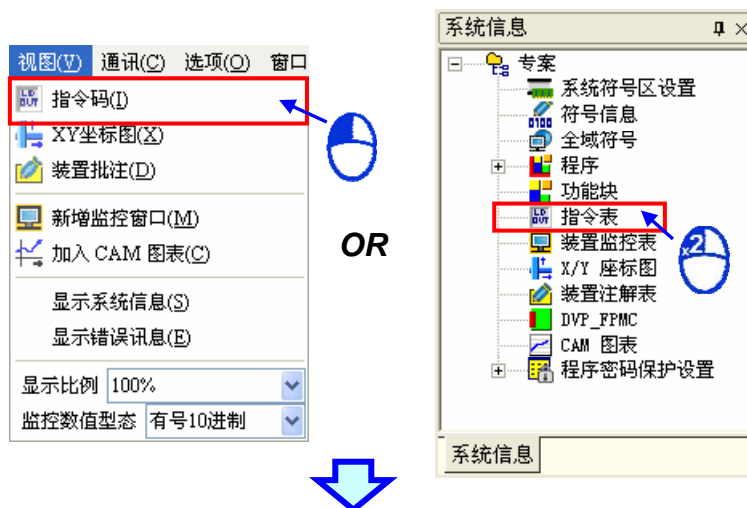 视图(V) 通讯(C) 选项(O) 窗口
指令码(I)
XY坐标图(X)
装置批注(D)
新增监控窗口(M)
加入 CAM 图表(C)
显示系统信息(S)
显示错误讯息(E)
显示比例 100%
监控数值型态 有号10进制
OR
系统信息
专案
系统符号区设置
符号信息
全域符号
程序
功能块
指令表
装置监控表
X/Y 座标图
装置注解表
DVP_FPMC
CAM 图表
程序密码保护设置
x2
系统信息